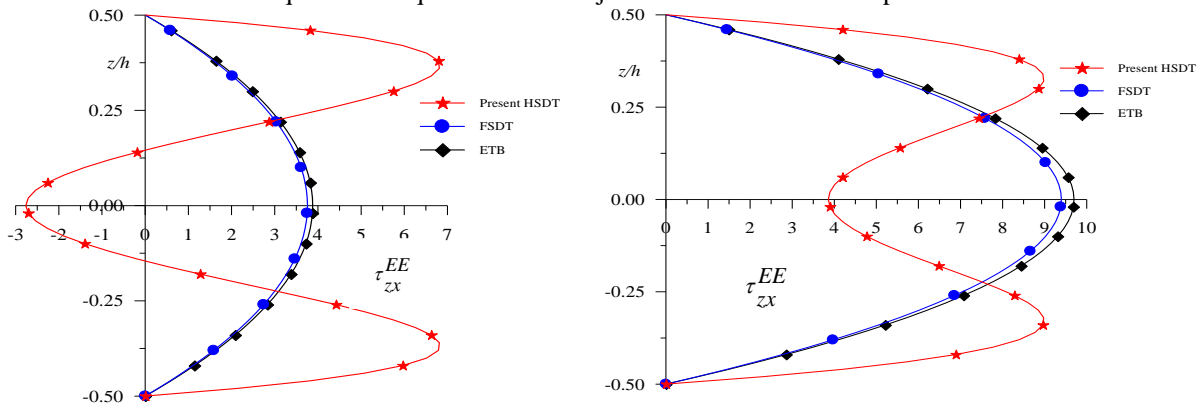 0.50
z/h
0.25
Present HSDT
FSDT
ETB
0.00
-3 -2 -1 0 1 2 3 4 5 6 7
τzxEE
-0.25
-0.50
0.50
z/h
0.25
Present HSDT
FSDT
ETB
0.00
0 1 2 3 4 5 6 7 8 9 10
τzxEE
-0.25
-0.50